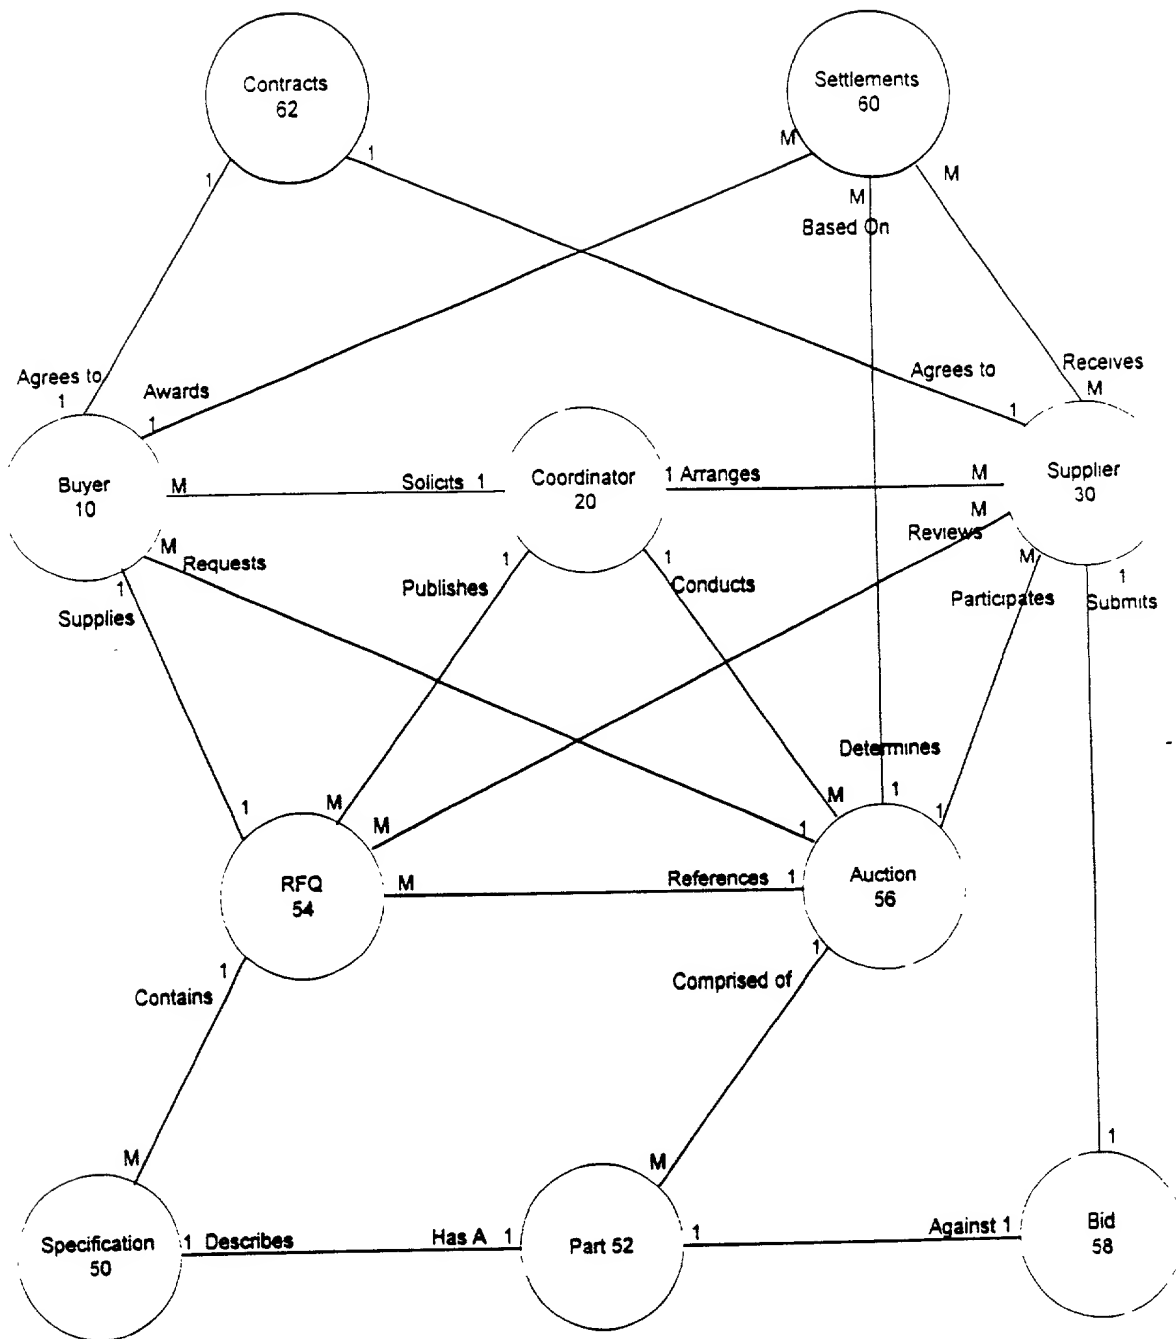 Contracts
62
Settlements
60
1
1
M
M
M
Based On
Agrees to
1
Awards
1
Agrees to
1
Receives
M
Buyer
10
M
Solicits 1
Coordinator
20
1 Arranges
M
Supplier
30
M
Reviews
M
Requests
1
Supplies
1
Publishes
1
Conducts
M
Participates
1
Submits
Determines
1
1
M
M
M
1
1
RFQ
54
M
References 1
Auction
56
1
Contains
1
Comprised of
M
M
1
Specification
50
1 Describes
Has A 1
Part 52
1
Against 1
Bid
58